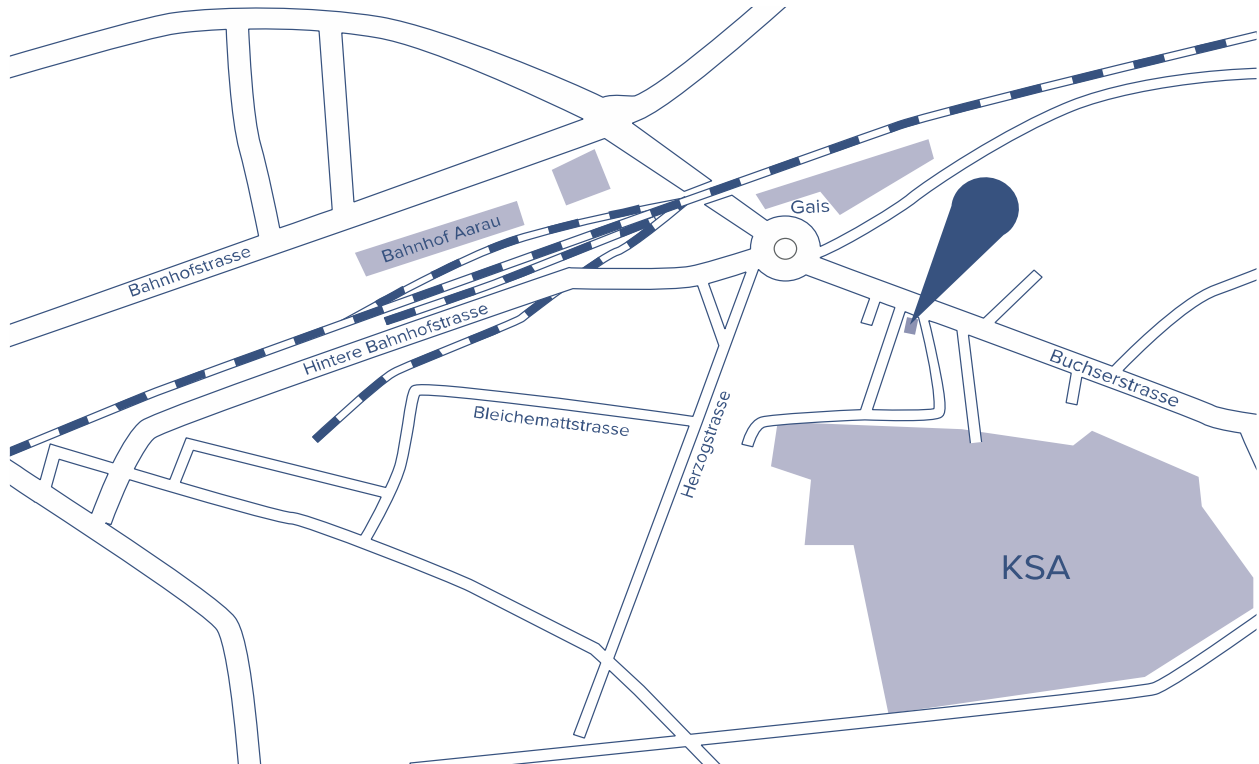 Gais
Bahnhof Aarau
Bahnhofstrasse
Hintere Bahnhofstrasse
Buchserstrasse
Bleichemattstrasse
Herzogstrasse
KSA